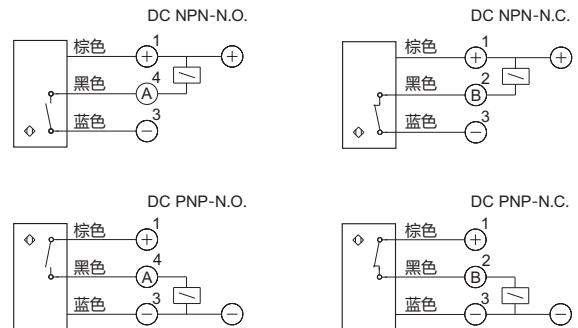 DC NPN-N.O.
棕色 1 + +
黑色 4 A
蓝色 3 −
DC NPN-N.C.
棕色 1 + +
黑色 2 B
蓝色 3 −
DC PNP-N.O.
棕色 1 +
黑色 4 A
蓝色 3 − −
DC PNP-N.C.
棕色 1 +
黑色 2 B
蓝色 3 − −